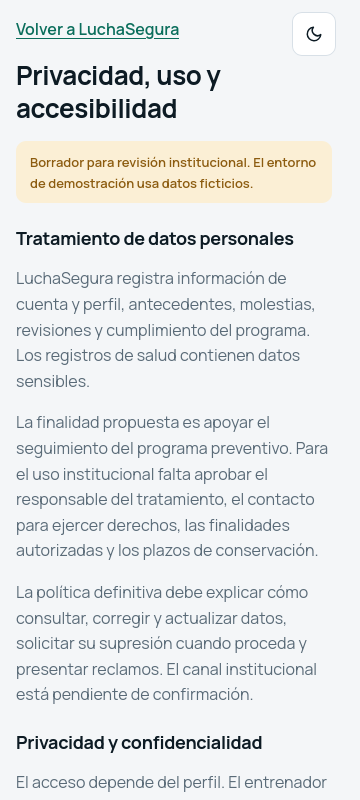 Volver a LuchaSegura
Privacidad, uso y
accesibilidad
Borrador para revisión institucional. El entorno
de demostración usa datos ficticios.
Tratamiento de datos personales
LuchaSegura registra información de
cuenta y perfil, antecedentes, molestias,
revisiones y cumplimiento del programa.
Los registros de salud contienen datos
sensibles.
La finalidad propuesta es apoyar el
seguimiento del programa preventivo. Para
el uso institucional falta aprobar el
responsable del tratamiento, el contacto
para ejercer derechos, las finalidades
autorizadas y los plazos de conservación.
La política definitiva debe explicar cómo
consultar, corregir y actualizar datos,
solicitar su supresión cuando proceda y
presentar reclamos. El canal institucional
está pendiente de confirmación.
Privacidad y confidencialidad
El acceso depende del perfil. El entrenador